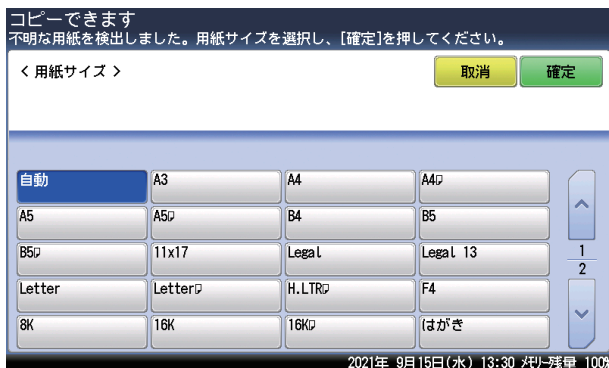 コピーできます
不明な用紙を検出しました。用紙サイズを選択し、[確定]を押してください。
< 用紙サイズ > 取消 確定
自動 A3 A4 A4
A5 A5 B4 B5
B5 11x17 Legal Legal 13
Letter Letter H.LTR F4
8K 16K 16K はがき
1
2
2021年 9月15日(水) 13:30 メモリー残量 100%